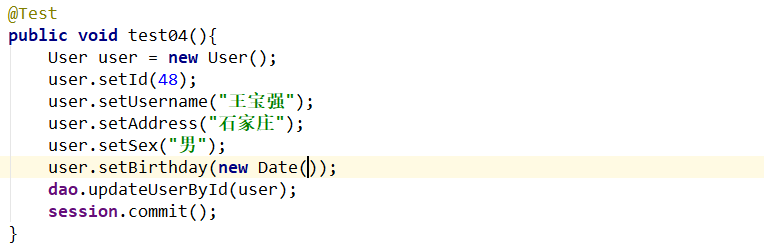 @Test
public void test04(){
    User user = new User();
    user.setId(48);
    user.setUsername("王宝强");
    user.setAddress("石家庄");
    user.setSex("男");
    user.setBirthday(new Date());
    dao.updateUserById(user);
    session.commit();
}